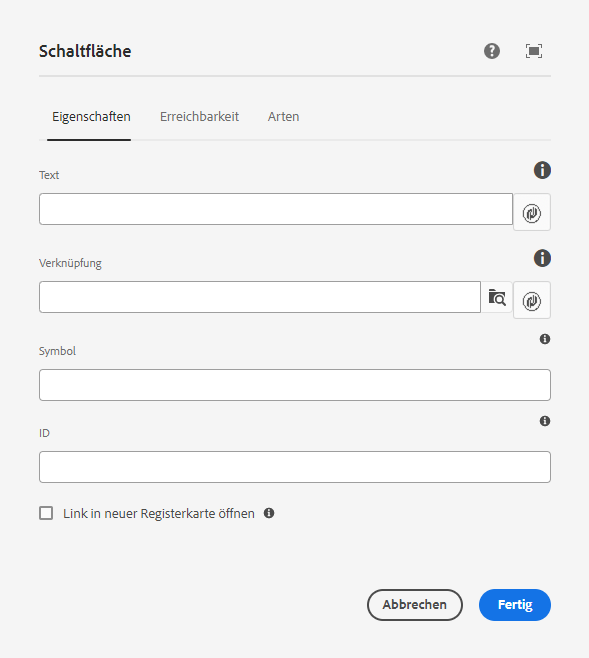 Schaltfläche
Eigenschaften Erreichbarkeit Arten
Text
Verknüpfung
Symbol
ID
Link in neuer Registerkarte öffnen
Abbrechen Fertig